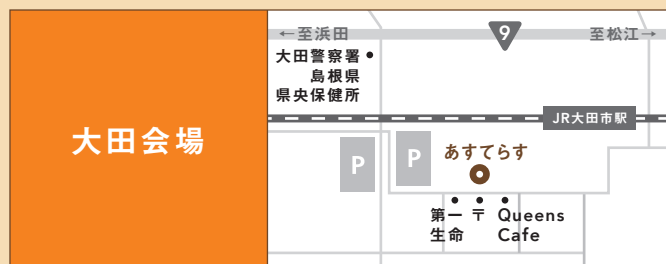 大田会場
←至浜田
9
至松江→
大田警察署
島根県
県央保健所
JR大田市駅
P
P
あすてらす
第一
生命
〒
Queens
Cafe